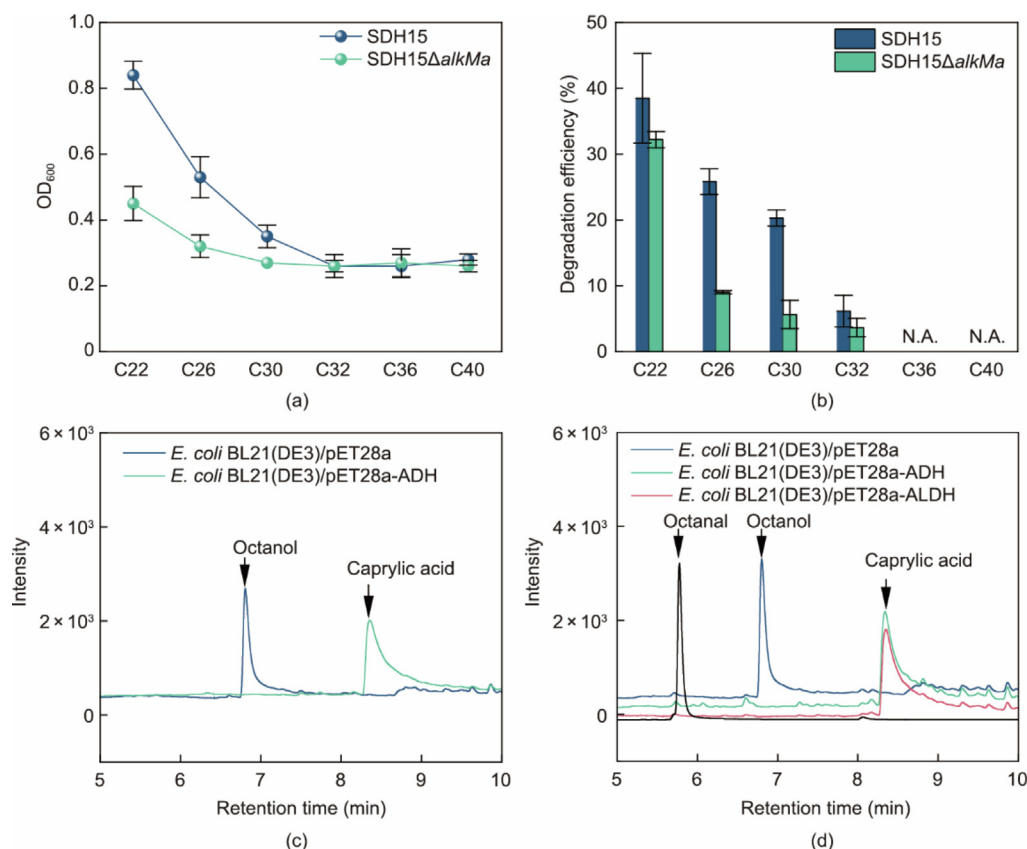 1.0
0.8
0.6
0.4
0.2
0
OD600
SDH15
SDH15ΔalkMa
C22 C26 C30 C32 C36 C40
(a)
50
40
30
20
10
0
Degradation efficiency (%)
SDH15
SDH15ΔalkMa
N.A. N.A.
C22 C26 C30 C32 C36 C40
(b)
6 × 10³
4 × 10³
2 × 10³
0
Intensity
E. coli BL21(DE3)/pET28a
E. coli BL21(DE3)/pET28a-ADH
Octanol
Caprylic acid
5 6 7 8 9 10
Retention time (min)
(c)
6 × 10³
4 × 10³
2 × 10³
0
Intensity
E. coli BL21(DE3)/pET28a
E. coli BL21(DE3)/pET28a-ADH
E. coli BL21(DE3)/pET28a-ALDH
Octanal Octanol
Caprylic acid
5 6 7 8 9 10
Retention time (min)
(d)